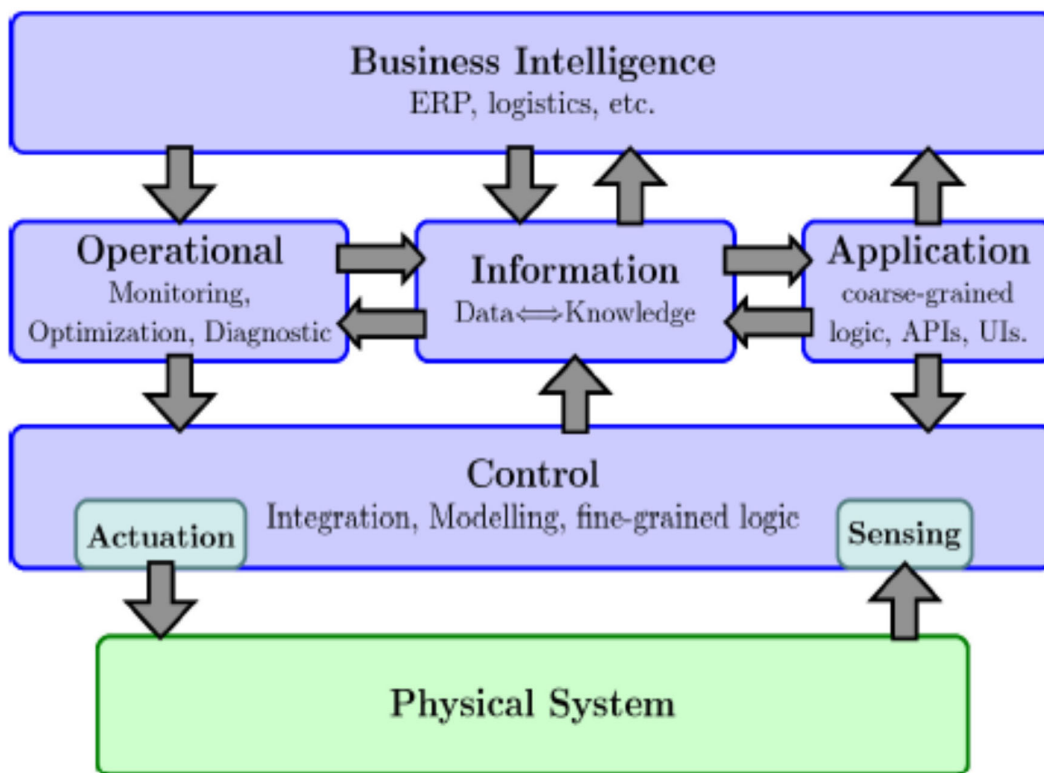 Business Intelligence
ERP, logistics, etc.
Operational
Monitoring,
Optimization, Diagnostic
Information
Data⟺Knowledge
Application
coarse-grained
logic, APIs, UIs.
Control
Integration, Modelling, fine-grained logic
Actuation
Sensing
Physical System